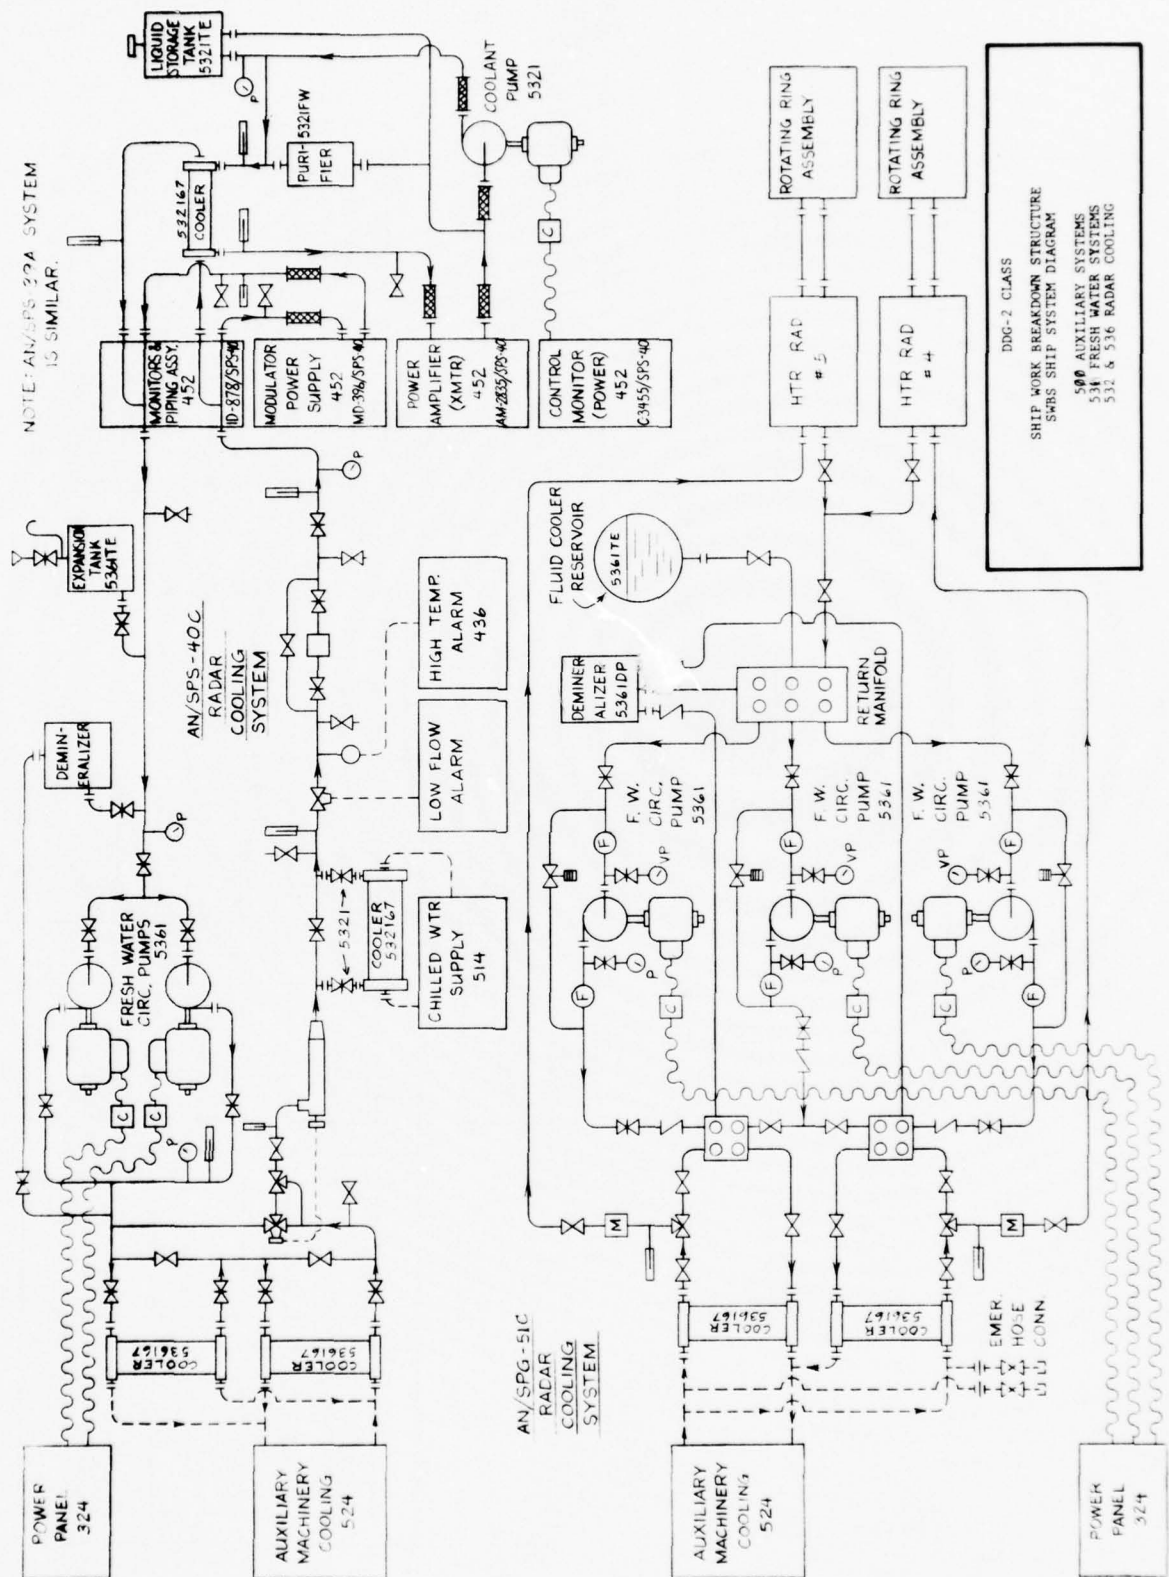 NOTE: AN/SPS-39A SYSTEM
IS SIMILAR.
LIQUID
STORAGE
TANK
5321TE
P
COOLANT
PUMP
5321
5321FW
PURI-
FIER
532167
COOLER
C
MONITORS &
PIPING ASSY.
452
ID-878/SPS-40
MODULATOR
POWER
SUPPLY
452
MD-396/SPS-40
POWER
AMPLIFIER
(XMTR)
452
AM-2835/SPS-40
CONTROL
MONITOR
(POWER)
452
C3455/SPS-40
EXPANSION
TANK
5361TE
P
AN/SPS-40C
RADAR
COOLING
SYSTEM
HIGH TEMP.
ALARM
436
LOW FLOW
ALARM
DEMIN-
ERALIZER
P
FRESH WATER
CIRC. PUMPS
5361
C
C
P
5321
COOLER
532167
CHILLED WTR
SUPPLY
514
COOLER
536167
COOLER
536167
POWER
PANEL
324
AUXILIARY
MACHINERY
COOLING
524
ROTATING RING
ASSEMBLY
ROTATING RING
ASSEMBLY
HTR RAD
HTR RAD
#4
FLUID COOLER
RESERVOIR
5361TE
DEMINER
ALIZER
5361DP
RETURN
MANIFOLD
F. W.
CIRC.
PUMP
5361
F. W.
CIRC.
PUMP
5361
F. W.
CIRC.
PUMP
5361
F
F
F
VP
VP
VP
P
P
P
F
F
F
C
C
C
M
M
COOLER
536167
COOLER
536167
EMER.
HOSE
CONN.
AN/SPG-51C
RADAR
COOLING
SYSTEM
AUXILIARY
MACHINERY
COOLING
524
POWER
PANEL
324
DDG-2 CLASS
SHIP WORK BREAKDOWN STRUCTURE
SWBS SHIP SYSTEM DIAGRAM
500 AUXILIARY SYSTEMS
FRESH WATER SYSTEMS
532 & 536 RADAR COOLING